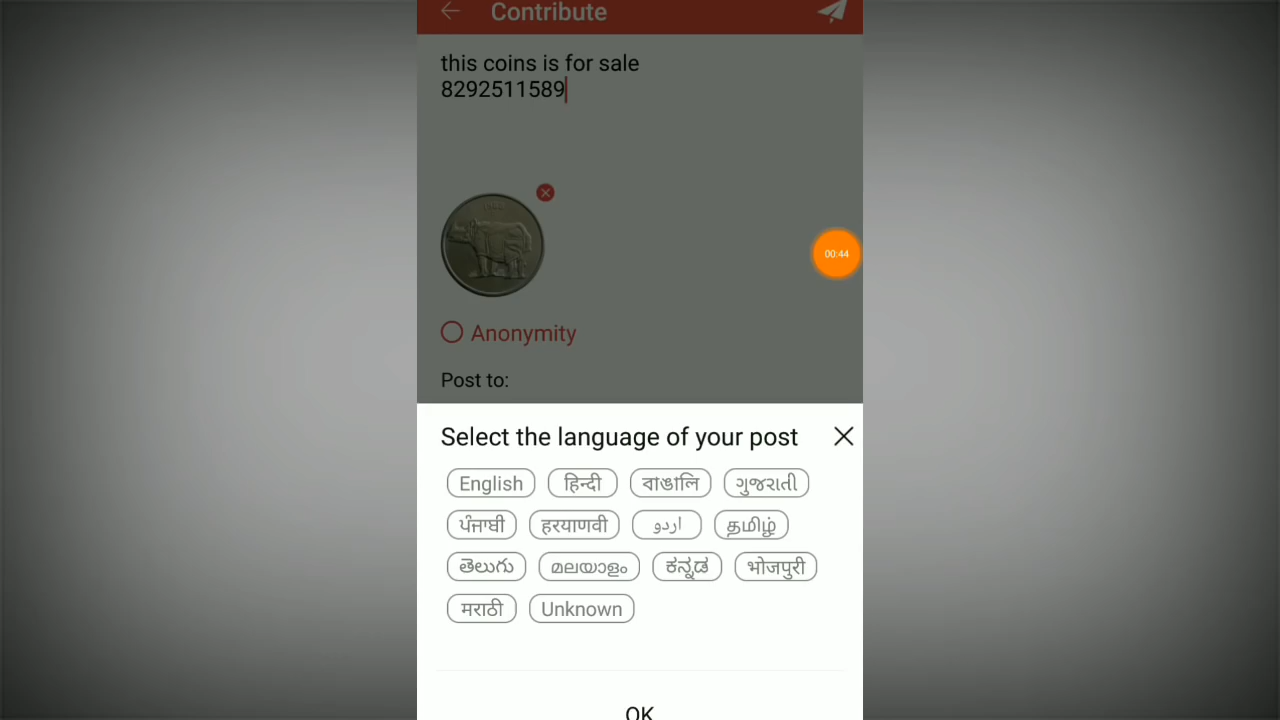 Contribute
this coins is for sale
8292511589
00:44
Anonymity
Post to:
Select the language of your post
English हिन्दी বাঙালি ગુજરાતી
ਪੰਜਾਬੀ हरयाणवी اردو தமிழ்
తెలుగు മലയാളം ಕನ್ನಡ भोजपुरी
मराठी Unknown
OK